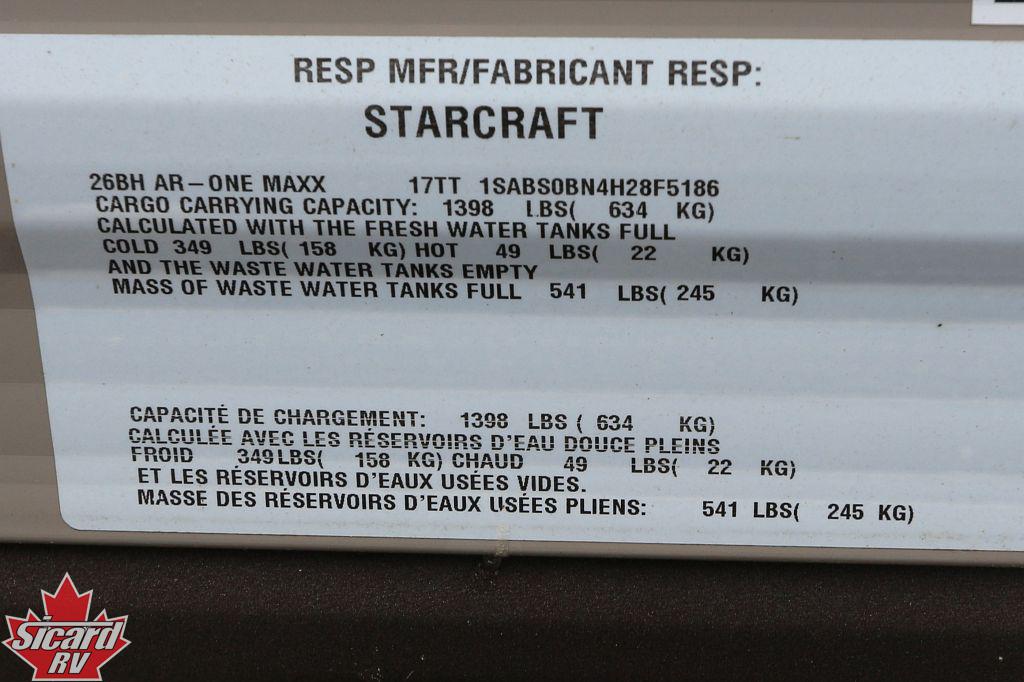 RESP MFR/FABRICANT RESP:
STARCRAFT
26BH AR-ONE MAXX 17TT 1SABS0BN4H28F5186
CARGO CARRYING CAPACITY: 1398 LBS( 634 KG)
CALCULATED WITH THE FRESH WATER TANKS FULL
COLD 349 LBS( 158 KG) HOT 49 LBS( 22 KG)
AND THE WASTE WATER TANKS EMPTY
MASS OF WASTE WATER TANKS FULL 541 LBS( 245 KG)
CAPACITÉ DE CHARGEMENT: 1398 LBS ( 634 KG)
CALCULÉE AVEC LES RÉSERVOIRS D'EAU DOUCE PLEINS
FROID 349LBS( 158 KG) CHAUD 49 LBS( 22 KG)
ET LES RÉSERVOIRS D'EAUX USÉES VIDES.
MASSE DES RÉSERVOIRS D'EAUX USÉES PLIENS: 541 LBS( 245 KG)
Sicard
RV